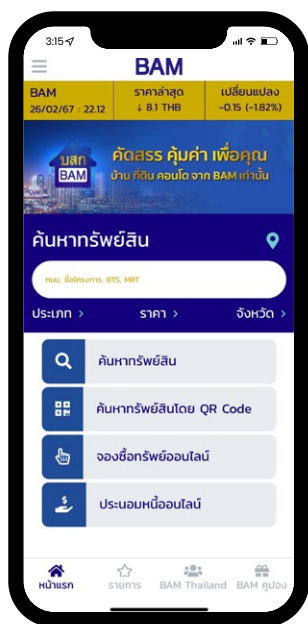 3:15
BAM
BAM ราคาล่าสุด เปลี่ยนแปลง
26/02/67 : 22.12 ↓ 8.1 THB -0.15 (-1.82%)
บสก
BAM
คัดสรร คุ้มค่า เพื่อคุณ
บ้าน ที่ดิน คอนโด จาก BAM เท่านั้น
ค้นหาทรัพย์สิน
ถนน, ชื่อโครงการ, BTS, MRT
ประเภท > ราคา > จังหวัด >
ค้นหาทรัพย์สิน
ค้นหาทรัพย์สินโดย QR Code
จองซื้อทรัพย์ออนไลน์
ประนอมหนี้ออนไลน์
หน้าแรก รายการ BAM Thailand BAM คูปอง